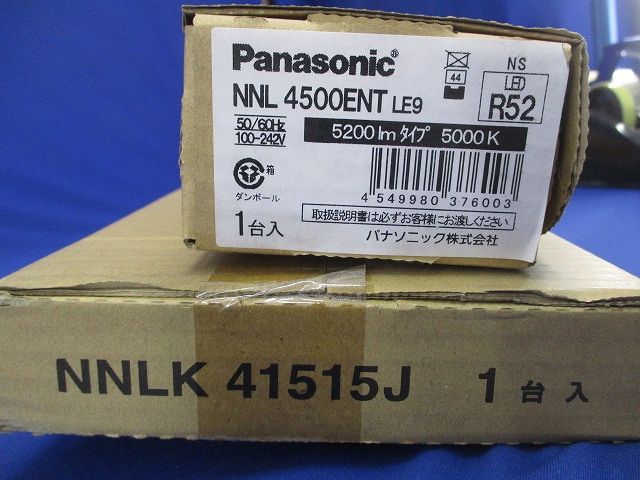 Panasonic®
NNL 4500ENT LE9
50/60Hz
100-242V
5200 lm タイプ 5000 K
44
NS
LED
R52
箱
ダンボール
4 549980 376003
1台入
取扱説明書は必ずお客様にお渡しください
パナソニック株式会社
NNLK 41515J 1台入